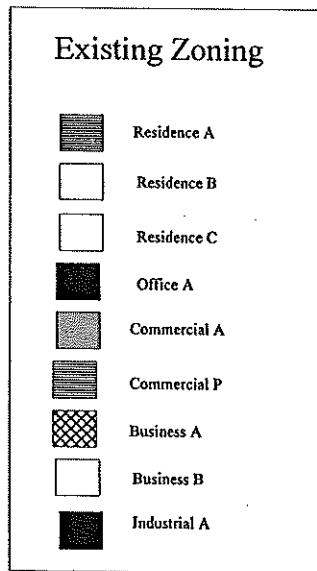 Existing Zoning
Residence A
Residence B
Residence C
Office A
Commercial A
Commercial P
Business A
Business B
Industrial A